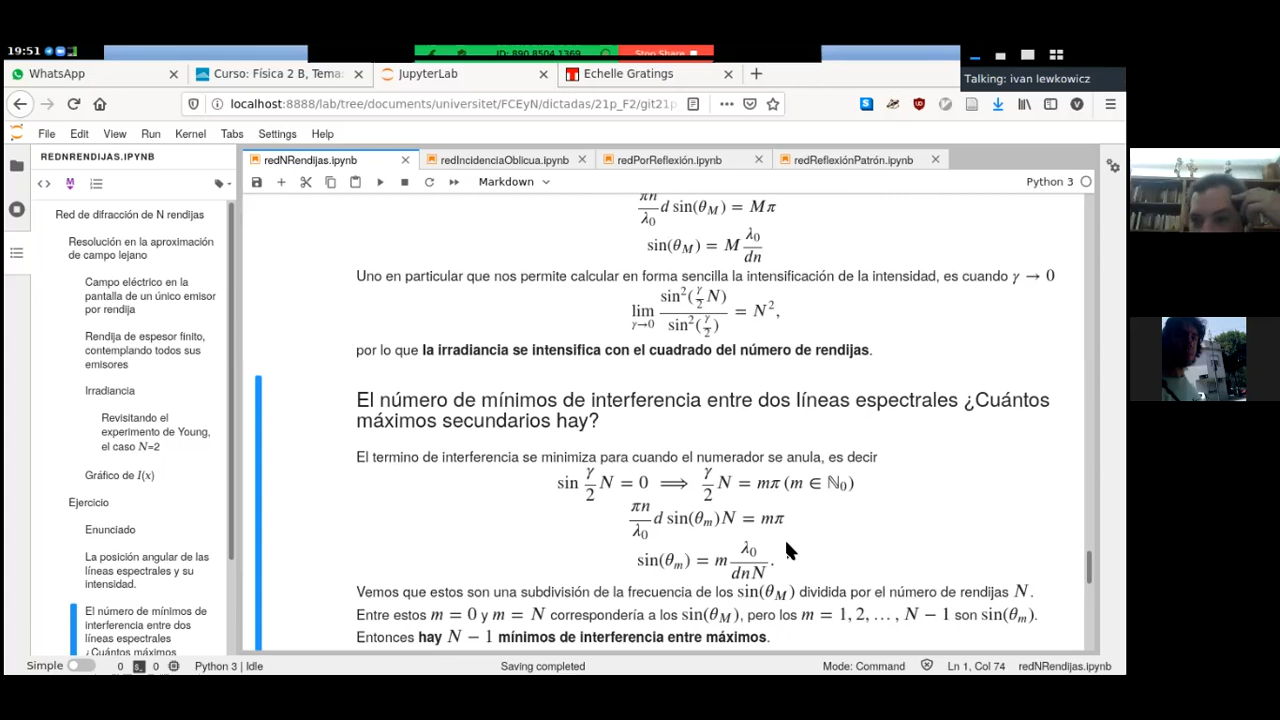 19:51
ID: 890 8504 1369
Stop Share
WhatsApp
Curso: Física 2 B, Tema:
JupyterLab
Echelle Gratings
Talking: ivan lewkowicz
localhost:8888/lab/tree/documents/universitet/FCEyN/dictadas/21p_F2/git21p
File Edit View Run Kernel Tabs Settings Help
REDNRENDIJAS.IPYNB
redNRendijas.ipynb
redIncidenciaOblicua.ipynb
redPorReflexión.ipynb
redReflexiónPatrón.ipynb
Markdown
Python 3
Red de difracción de N rendijas
Resolución en la aproximación
de campo lejano
Campo eléctrico en la
pantalla de un único emisor
por rendija
Rendija de espesor finito,
contemplando todos sus
emisores
Irradiancia
Revisitando el
experimento de Young,
el caso N=2
Gráfico de I(x)
Ejercicio
Enunciado
La posición angular de las
líneas espectrales y su
intensidad.
El número de mínimos de
interferencia entre dos
líneas espectrales
¿Cuántos máximos
πn/λ₀ d sin(θ_M) = Mπ
sin(θ_M) = M λ₀/dn
Uno en particular que nos permite calcular en forma sencilla la intensificación de la intensidad, es cuando γ → 0
lim γ→0 sin²(γ/2 N)/sin²(γ/2) = N²,
por lo que la irradiancia se intensifica con el cuadrado del número de rendijas.
El número de mínimos de interferencia entre dos líneas espectrales ¿Cuántos
máximos secundarios hay?
El termino de interferencia se minimiza para cuando el numerador se anula, es decir
sin γ/2 N = 0 ⟹ γ/2 N = mπ (m ∈ ℕ₀)
πn/λ₀ d sin(θ_m)N = mπ
sin(θ_m) = m λ₀/dnN.
Vemos que estos son una subdivisión de la frecuencia de los sin(θ_M) dividida por el número de rendijas N.
Entre estos m = 0 y m = N correspondería a los sin(θ_M), pero los m = 1, 2, …, N − 1 son sin(θ_m).
Entonces hay N − 1 mínimos de interferencia entre máximos.
Simple 0 0 Python 3 | Idle
Saving completed
Mode: Command
Ln 1, Col 74
redNRendijas.ipynb